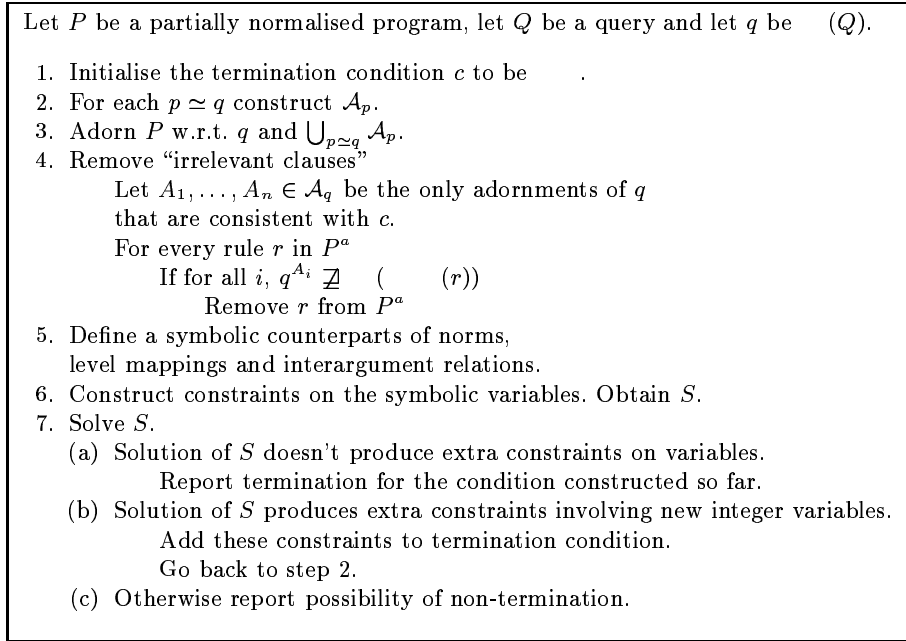 Let P be a partially normalised program, let Q be a query and let q be (Q).
1. Initialise the termination condition c to be .
2. For each p ≃ q construct 𝒜_p.
3. Adorn P w.r.t. q and ⋃_{p≃q} 𝒜_p.
4. Remove “irrelevant clauses”
Let A_1, …, A_n ∈ 𝒜_q be the only adornments of q
that are consistent with c.
For every rule r in P^a
If for all i, q^{A_i} ⋣ ( (r))
Remove r from P^a
5. Define a symbolic counterparts of norms,
level mappings and interargument relations.
6. Construct constraints on the symbolic variables. Obtain S.
7. Solve S.
(a) Solution of S doesn't produce extra constraints on variables.
Report termination for the condition constructed so far.
(b) Solution of S produces extra constraints involving new integer variables.
Add these constraints to termination condition.
Go back to step 2.
(c) Otherwise report possibility of non-termination.